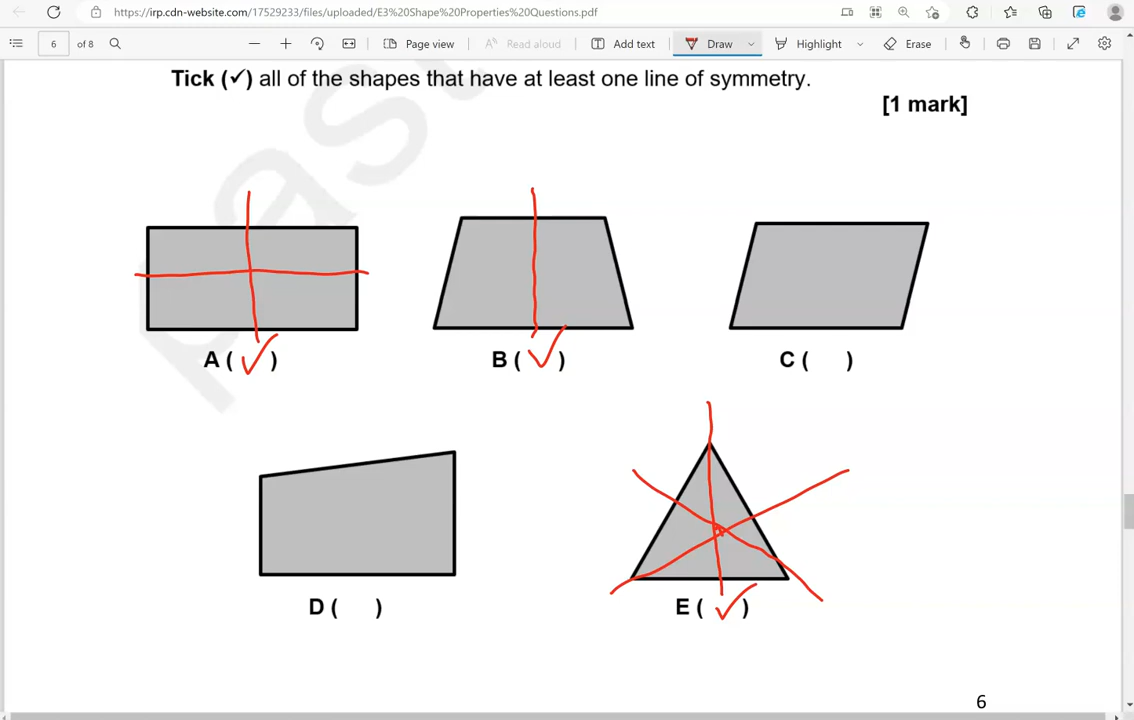 https://irp.cdn-website.com/17529233/files/uploaded/E3%20Shape%20Properties%20Questions.pdf
6 of 8 Page view Read aloud Add text Draw Highlight Erase
Tick (✓) all of the shapes that have at least one line of symmetry.
[1 mark]
A ( ✓ ) B ( ✓ ) C ( )
D ( ) E ( ✓ )
6
past